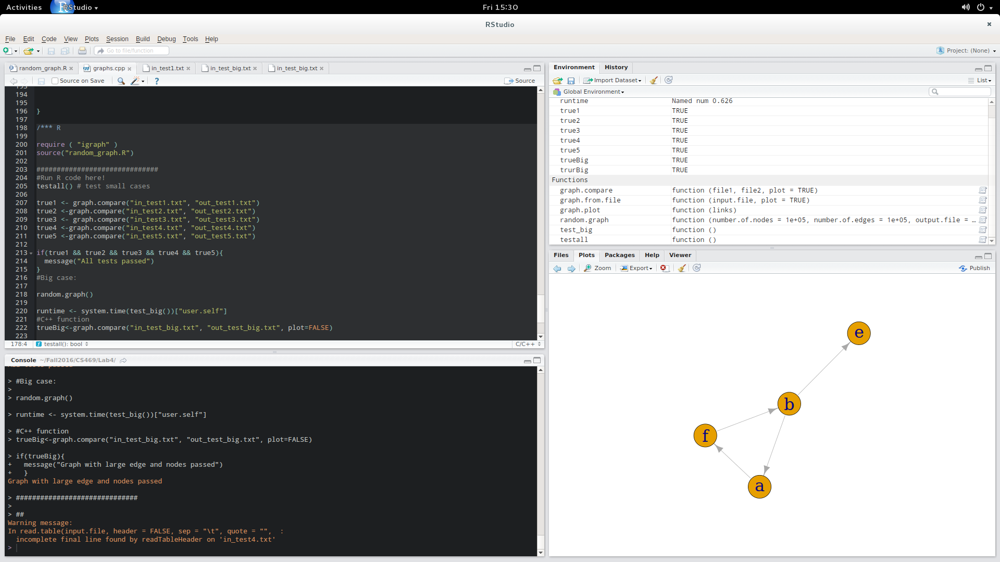 Activities RStudio Fri 15:30
RStudio
File Edit Code View Plots Session Build Debug Tools Help
Go to file/function Project: (None)
random_graph.R graphs.cpp in_test1.txt in_test_big.txt in_test_big.txt
Source on Save Source
193
194
195
196 }
197
198 /*** R
199
200 require ( "igraph" )
201 source("random_graph.R")
202
203 ##############################
204 #Run R code here!
205 testall() # test small cases
206
207 true1 <- graph.compare("in_test1.txt", "out_test1.txt")
208 true2 <-graph.compare("in_test2.txt", "out_test2.txt")
209 true3 <- graph.compare("in_test3.txt", "out_test3.txt")
210 true4 <-graph.compare("in_test4.txt", "out_test4.txt")
211 true5 <-graph.compare("in_test5.txt", "out_test5.txt")
212
213 if(true1 && true2 && true3 && true4 && true5){
214   message("All tests passed")
215 }
216 #Big case:
217
218 random.graph()
219
220 runtime <- system.time(test_big())["user.self"]
221 #C++ function
222 trueBig<-graph.compare("in_test_big.txt", "out_test_big.txt", plot=FALSE)
223
178:4 testall(): bool C/C++
Console ~/Fall2016/CS469/Lab4/
All tests passed
> #Big case:
>
> random.graph()
> runtime <- system.time(test_big())["user.self"]
> #C++ function
> trueBig<-graph.compare("in_test_big.txt", "out_test_big.txt", plot=FALSE)
> if(trueBig){
+   message("Graph with large edge and nodes passed")
+   }
Graph with large edge and nodes passed
> ##############################
>
> ##
Warning message:
In read.table(input.file, header = FALSE, sep = "\t", quote = "",  :
  incomplete final line found by readTableHeader on 'in_test4.txt'
>
Environment History
Import Dataset List
Global Environment
runtime Named num 0.626
true1 TRUE
true2 TRUE
true3 TRUE
true4 TRUE
true5 TRUE
trueBig TRUE
trurBig TRUE
Functions
graph.compare function (file1, file2, plot = TRUE)
graph.from.file function (input.file, plot = TRUE)
graph.plot function (links)
random.graph function (number.of.nodes = 1e+05, number.of.edges = 1e+05, output.file = …
test_big function ()
testall function ()
Files Plots Packages Help Viewer
Zoom Export Publish
e
b
f
a